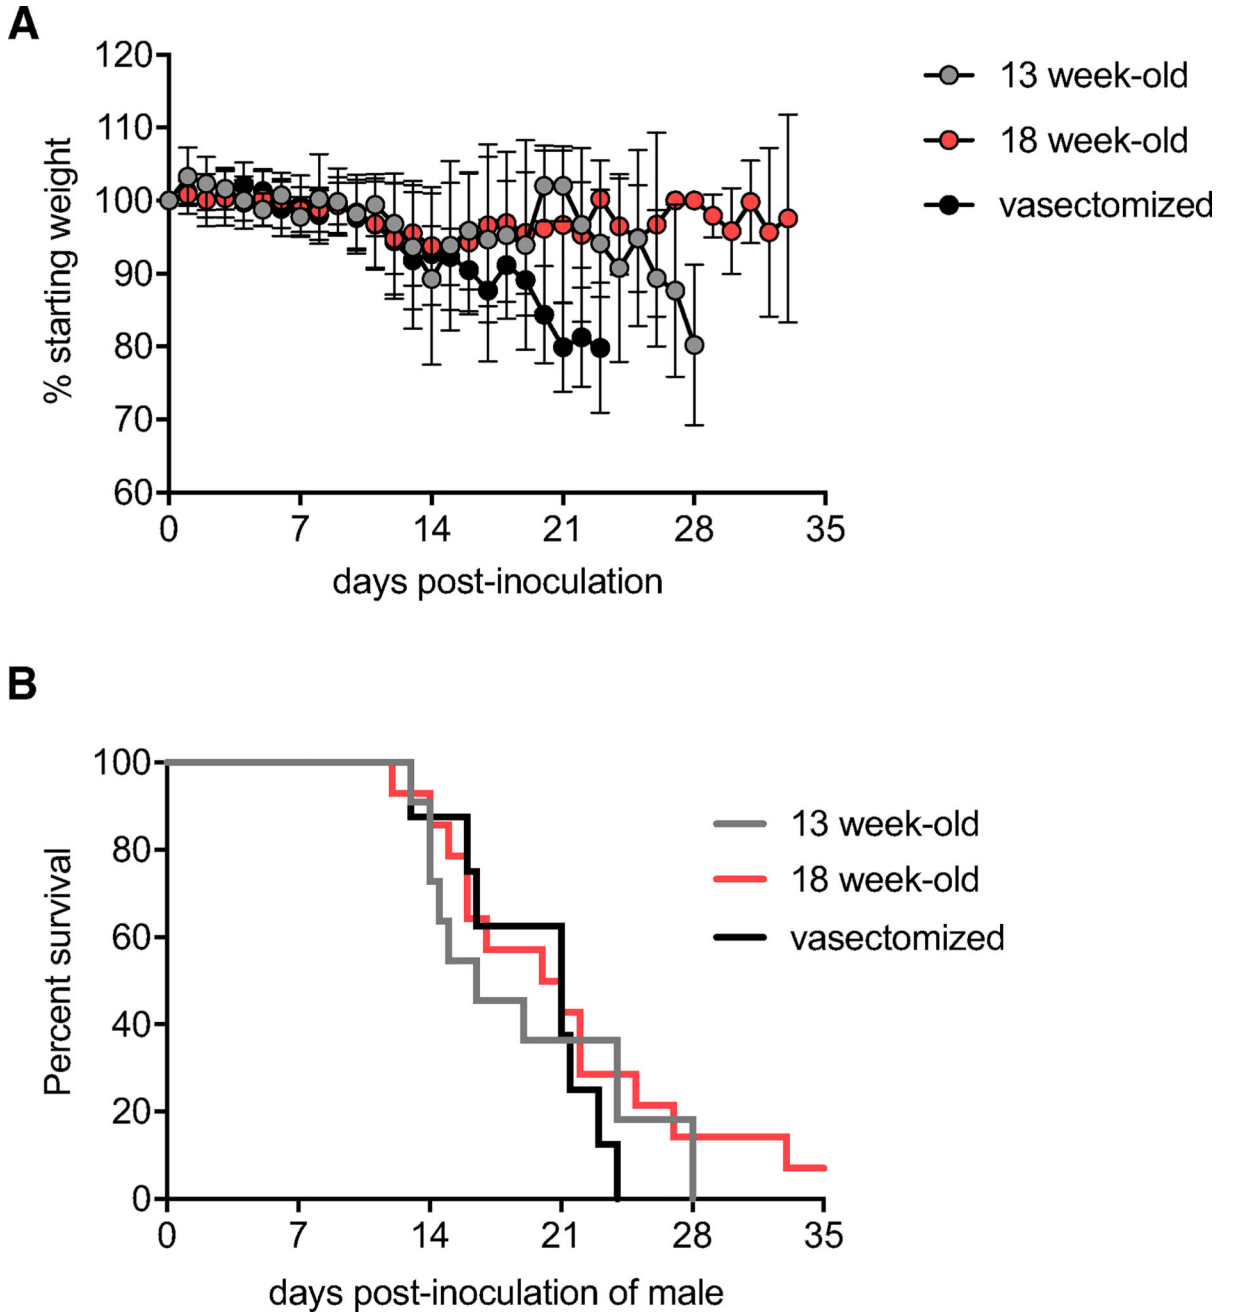 A
120
110
100
90
80
70
60
% starting weight
0 7 14 21 28 35
days post-inoculation
13 week-old
18 week-old
vasectomized
B
100
80
60
40
20
0
Percent survival
0 7 14 21 28 35
days post-inoculation of male
13 week-old
18 week-old
vasectomized